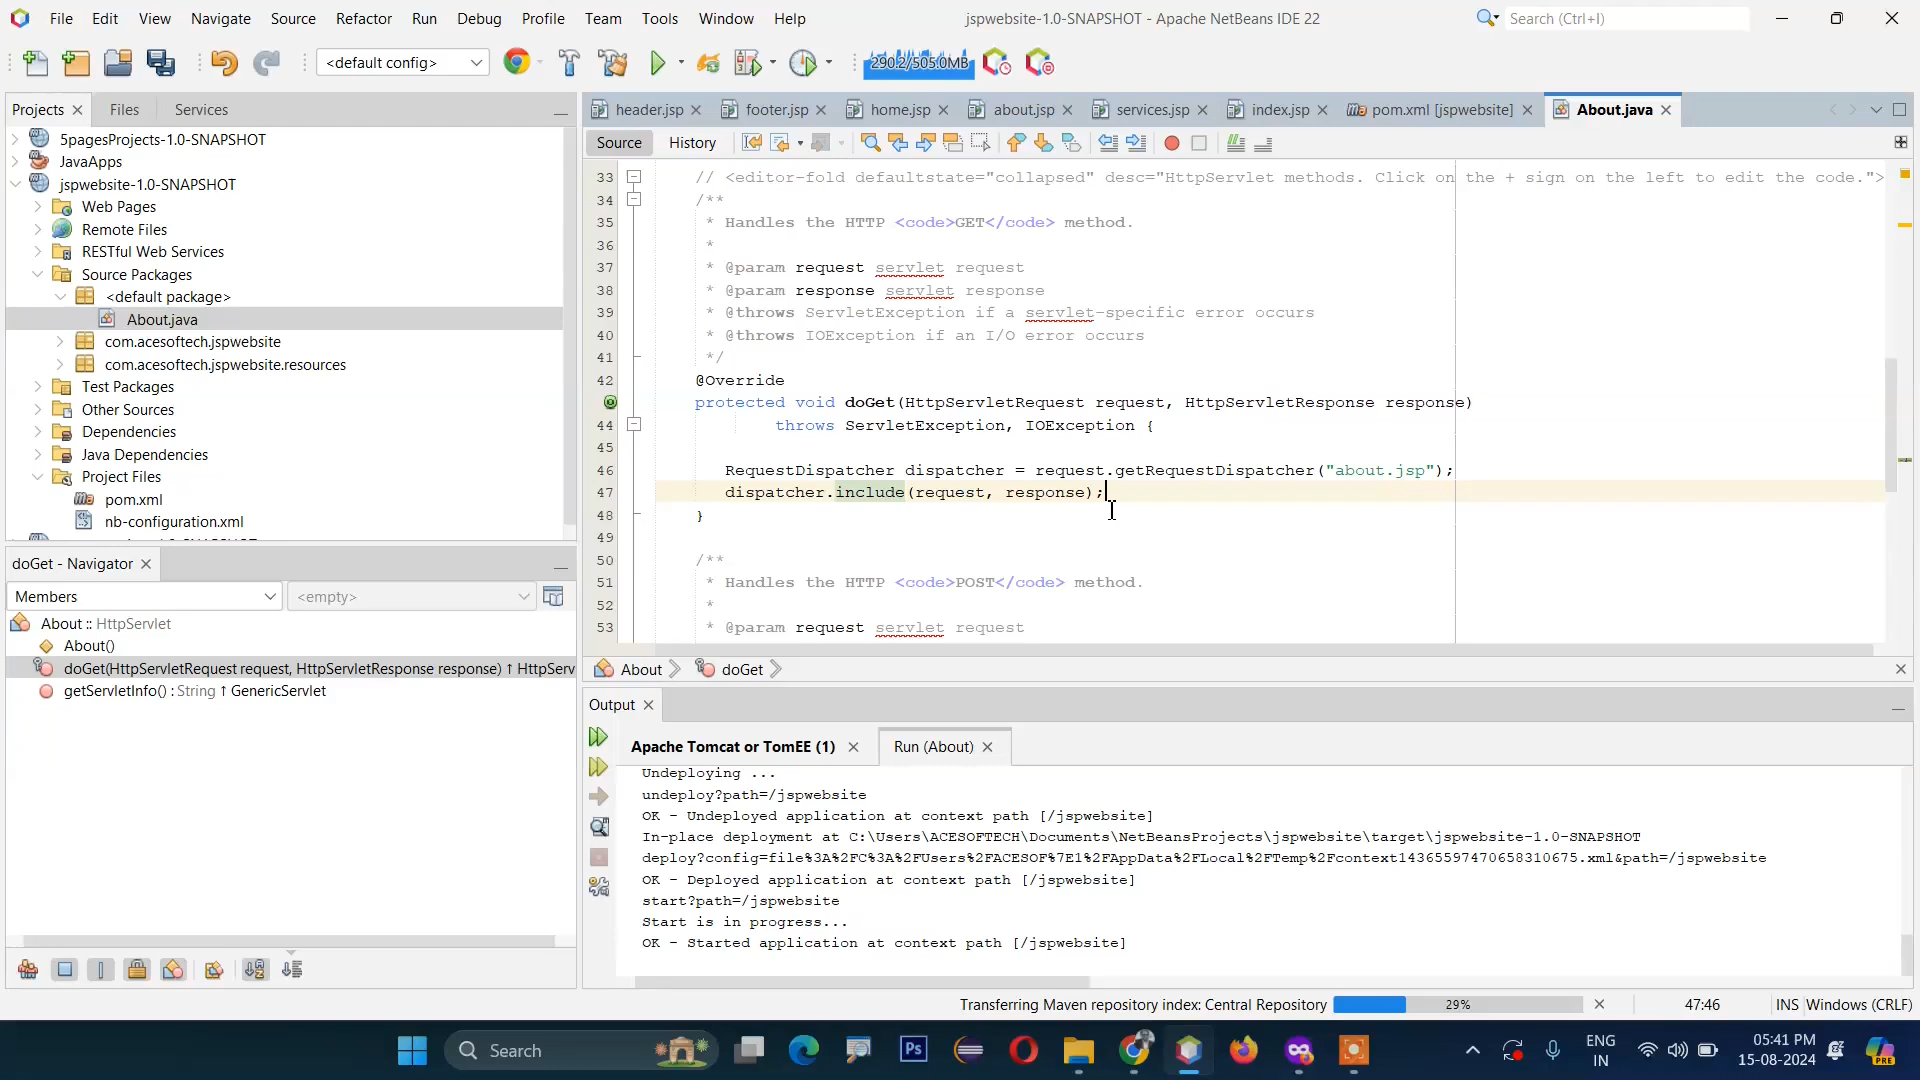 File Edit View Navigate Source Refactor Run Debug Profile Team Tools Window Help
jspwebsite-1.0-SNAPSHOT - Apache NetBeans IDE 22
Search (Ctrl+I)
<default config>
290.2/505.0MB
Projects Files Services
5pagesProjects-1.0-SNAPSHOT
JavaApps
jspwebsite-1.0-SNAPSHOT
Web Pages
Remote Files
RESTful Web Services
Source Packages
<default package>
About.java
com.acesoftech.jspwebsite
com.acesoftech.jspwebsite.resources
Test Packages
Other Sources
Dependencies
Java Dependencies
Project Files
pom.xml
nb-configuration.xml
doGet - Navigator
Members
<empty>
About :: HttpServlet
About()
doGet(HttpServletRequest request, HttpServletResponse response) ↑ HttpServ
getServletInfo() : String ↑ GenericServlet
header.jsp footer.jsp home.jsp about.jsp services.jsp index.jsp pom.xml [jspwebsite] About.java
Source History
33 // <editor-fold defaultstate="collapsed" desc="HttpServlet methods. Click on the + sign on the left to edit the code.">
34 /**
35 * Handles the HTTP <code>GET</code> method.
36 *
37 * @param request servlet request
38 * @param response servlet response
39 * @throws ServletException if a servlet-specific error occurs
40 * @throws IOException if an I/O error occurs
41 */
42 @Override
protected void doGet(HttpServletRequest request, HttpServletResponse response)
44 throws ServletException, IOException {
45
46 RequestDispatcher dispatcher = request.getRequestDispatcher("about.jsp");
47 dispatcher.include(request, response);
48 }
49
50 /**
51 * Handles the HTTP <code>POST</code> method.
52 *
53 * @param request servlet request
About doGet
Output
Apache Tomcat or TomEE (1) Run (About)
Undeploying ...
undeploy?path=/jspwebsite
OK - Undeployed application at context path [/jspwebsite]
In-place deployment at C:\Users\ACESOFTECH\Documents\NetBeansProjects\jspwebsite\target\jspwebsite-1.0-SNAPSHOT
deploy?config=file%3A%2FC%3A%2FUsers%2FACESOF%7E1%2FAppData%2FLocal%2FTemp%2Fcontext14365597470658310675.xml&path=/jspwebsite
OK - Deployed application at context path [/jspwebsite]
start?path=/jspwebsite
Start is in progress...
OK - Started application at context path [/jspwebsite]
Transferring Maven repository index: Central Repository 29% 47:46 INS Windows (CRLF)
Search
Ps
ENG
IN
05:41 PM
15-08-2024
PRE